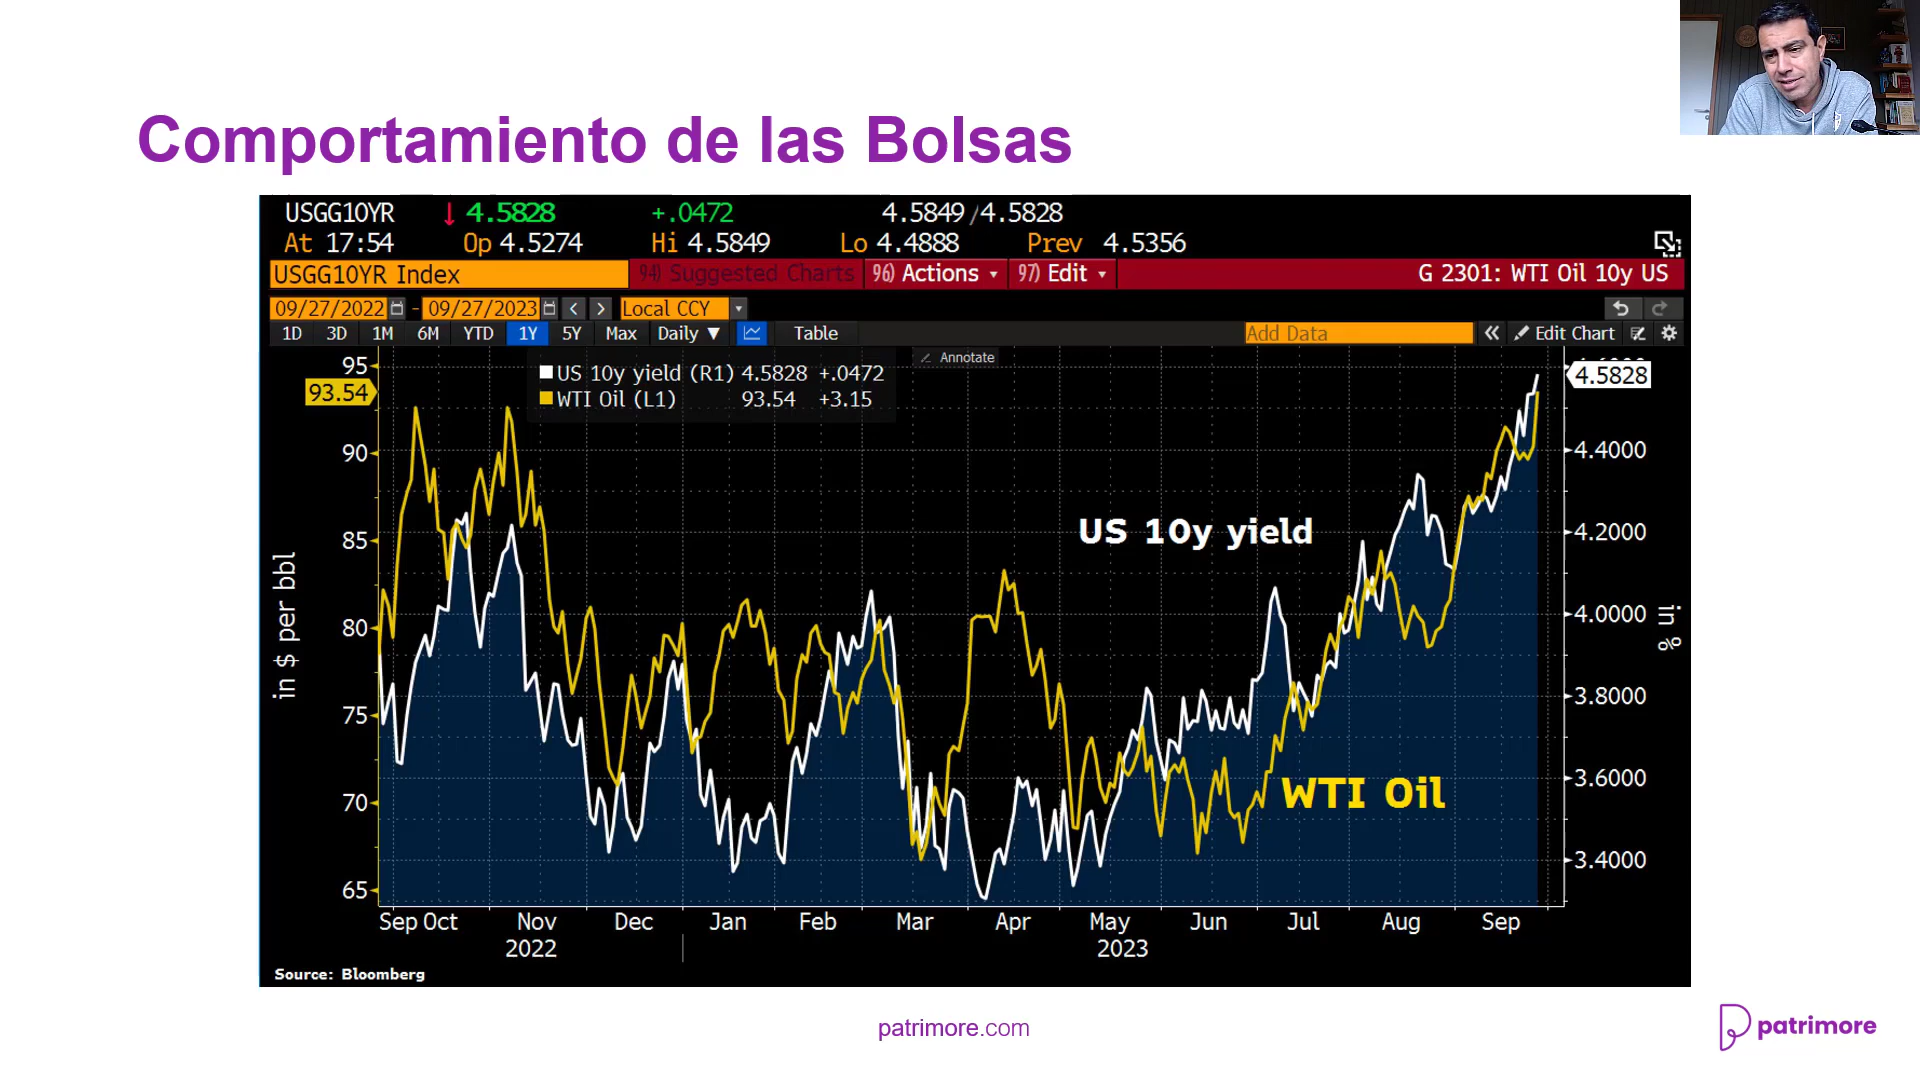 Comportamiento de las Bolsas
USGG10YR ↓ 4.5828 +.0472 4.5849/4.5828
At 17:54 Op 4.5274 Hi 4.5849 Lo 4.4888 Prev 4.5356
USGG10YR Index 94) Suggested Charts 96) Actions 97) Edit G 2301: WTI Oil 10y US
09/27/2022 - 09/27/2023 Local CCY
1D 3D 1M 6M YTD 1Y 5Y Max Daily ▼ Table Add Data « Edit Chart
Annotate
US 10y yield (R1) 4.5828 +.0472
WTI Oil (L1) 93.54 +3.15
95
93.54
90
85
80
75
70
65
in $ per bbl
US 10y yield
WTI Oil
4.5828
4.4000
4.2000
4.0000
3.8000
3.6000
3.4000
in %
Sep Oct Nov Dec Jan Feb Mar Apr May Jun Jul Aug Sep
2022 2023
Source: Bloomberg
patrimore.com
patrimore